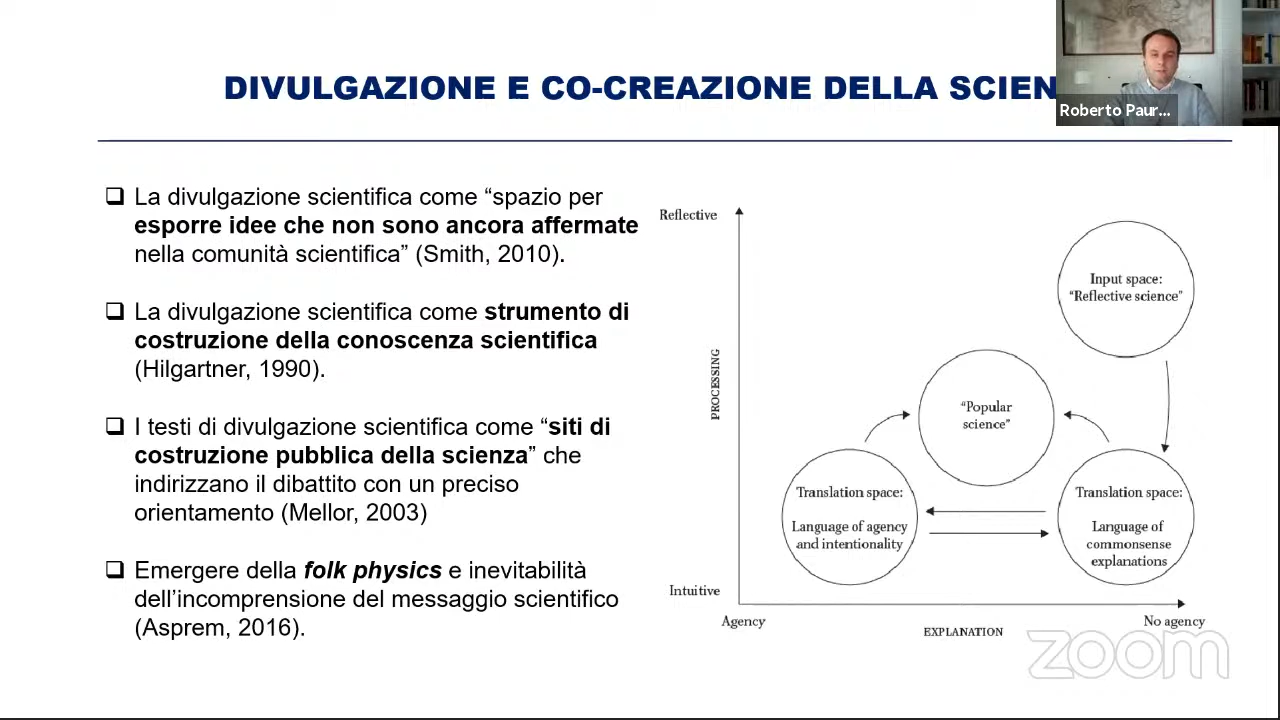 DIVULGAZIONE E CO-CREAZIONE DELLA SCIEN
Roberto Paur...
❑ La divulgazione scientifica come “spazio per
esporre idee che non sono ancora affermate
nella comunità scientifica” (Smith, 2010).
❑ La divulgazione scientifica come strumento di
costruzione della conoscenza scientifica
(Hilgartner, 1990).
❑ I testi di divulgazione scientifica come “siti di
costruzione pubblica della scienza” che
indirizzano il dibattito con un preciso
orientamento (Mellor, 2003)
❑ Emergere della folk physics e inevitabilità
dell’incomprensione del messaggio scientifico
(Asprem, 2016).
Reflective
PROCESSING
Intuitive
Agency
EXPLANATION
No agency
Input space:
“Reflective science”
“Popular
science”
Translation space:
Language of agency
and intentionality
Translation space:
Language of
commonsense
explanations
zoom